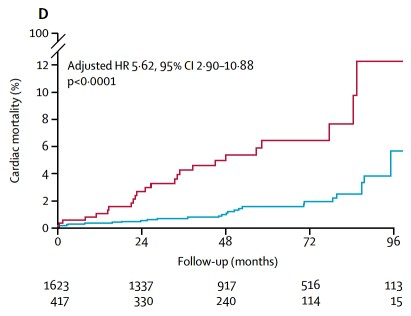 D
100
12
10
8
6
4
2
0
Cardiac mortality (%)
Adjusted HR 5·62, 95% CI 2·90–10·88
p<0·0001
0 24 48 72 96
Follow-up (months)
1623 1337 917 516 113
417 330 240 114 15